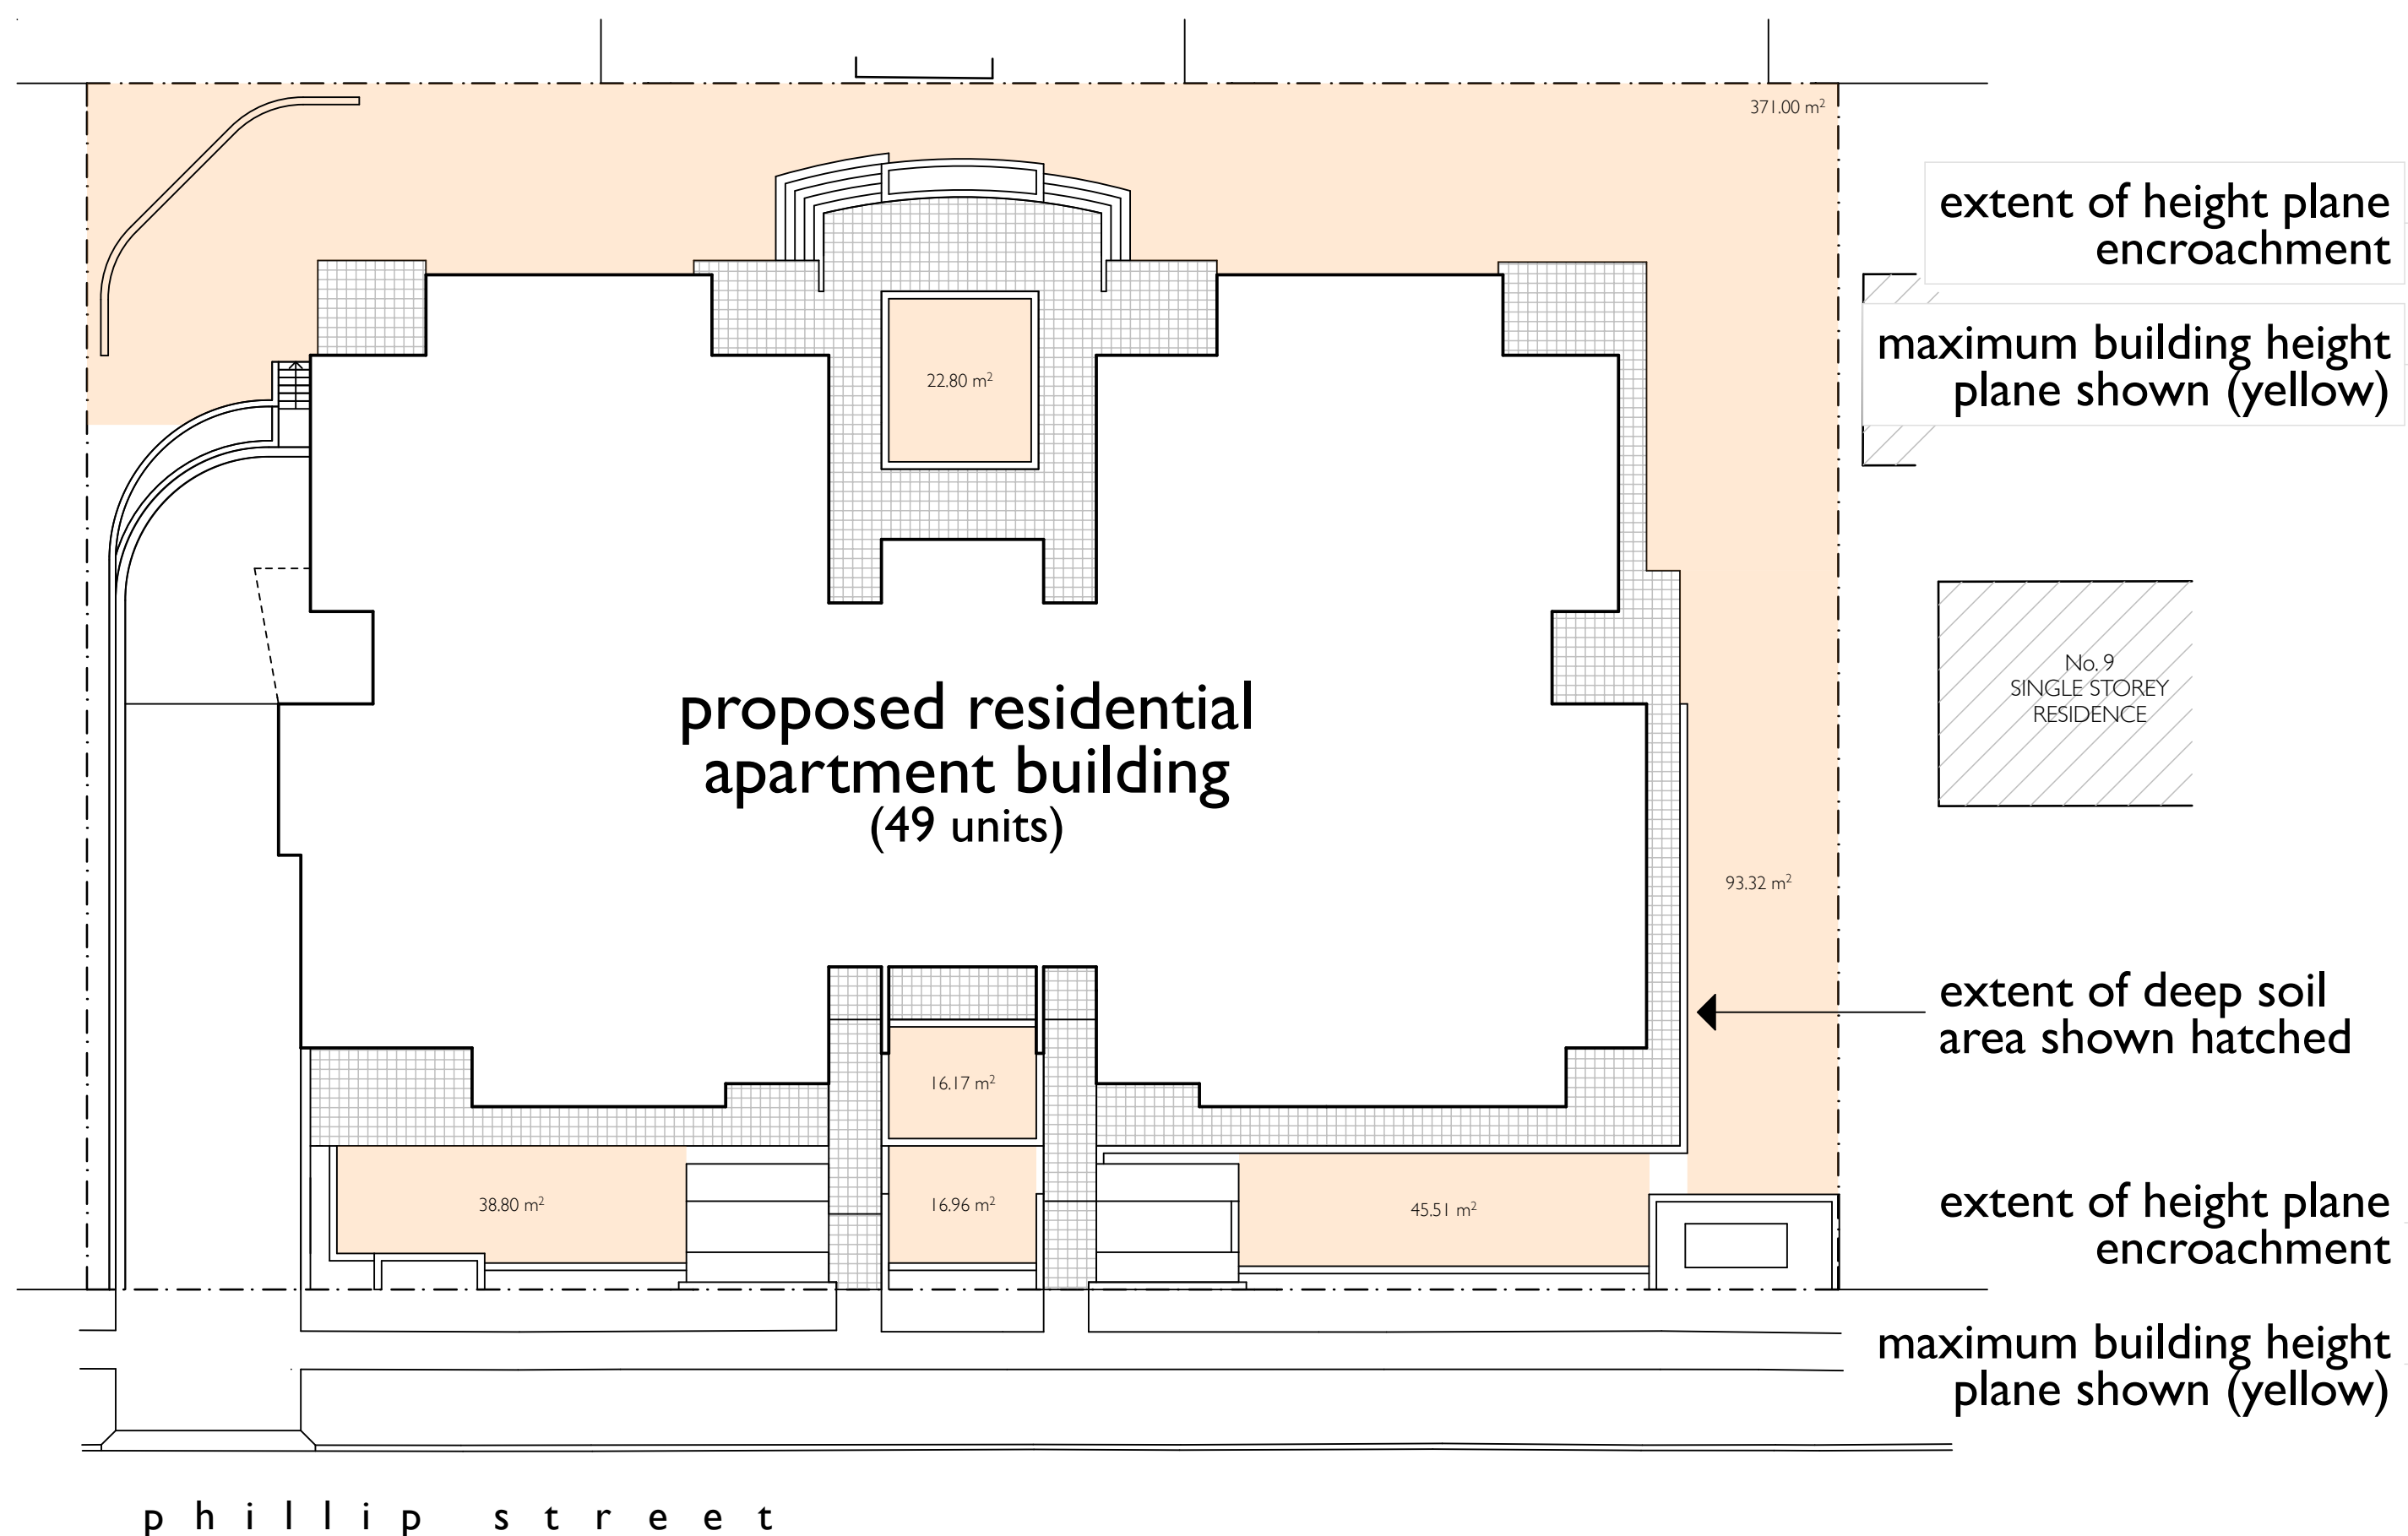 371.00 m²
extent of height plane
encroachment
maximum building height
plane shown (yellow)
22.80 m²
No. 9
SINGLE STOREY
RESIDENCE
proposed residential
apartment building
(49 units)
93.32 m²
extent of deep soil
area shown hatched
16.17 m²
38.80 m²
16.96 m²
45.51 m²
extent of height plane
encroachment
maximum building height
plane shown (yellow)
phillip street